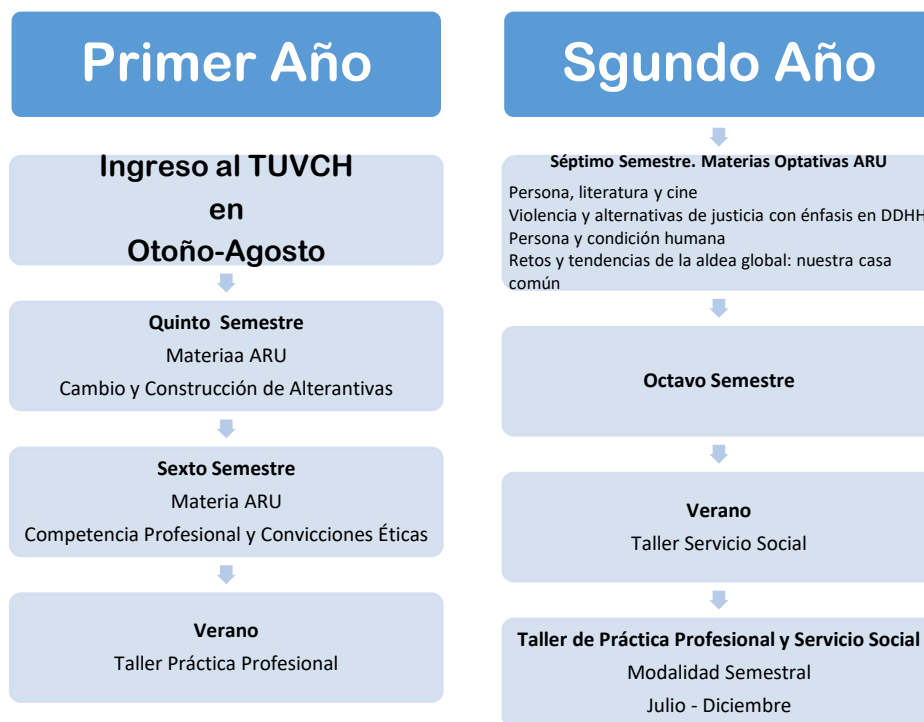 Primer Año
Ingreso al TUVCH
en
Otoño-Agosto
Quinto Semestre
Materiaa ARU
Cambio y Construcción de Alterantivas
Sexto Semestre
Materia ARU
Competencia Profesional y Convicciones Éticas
Verano
Taller Práctica Profesional
Sgundo Año
Séptimo Semestre. Materias Optativas ARU
Persona, literatura y cine
Violencia y alternativas de justicia con énfasis en DDHH
Persona y condición humana
Retos y tendencias de la aldea global: nuestra casa
común
Octavo Semestre
Verano
Taller Servicio Social
Taller de Práctica Profesional y Servicio Social
Modalidad Semestral
Julio - Diciembre